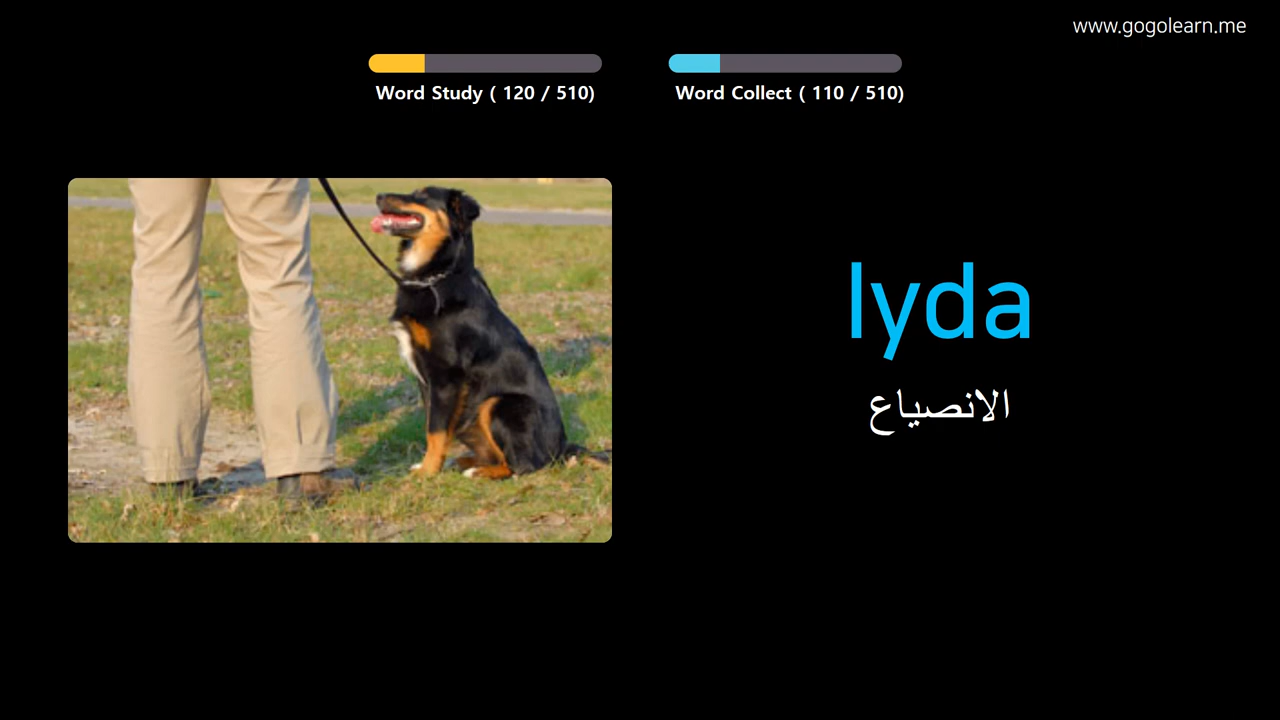 www.gogolearn.me
Word Study ( 120 / 510)
Word Collect ( 110 / 510)
lyda
الانصياع